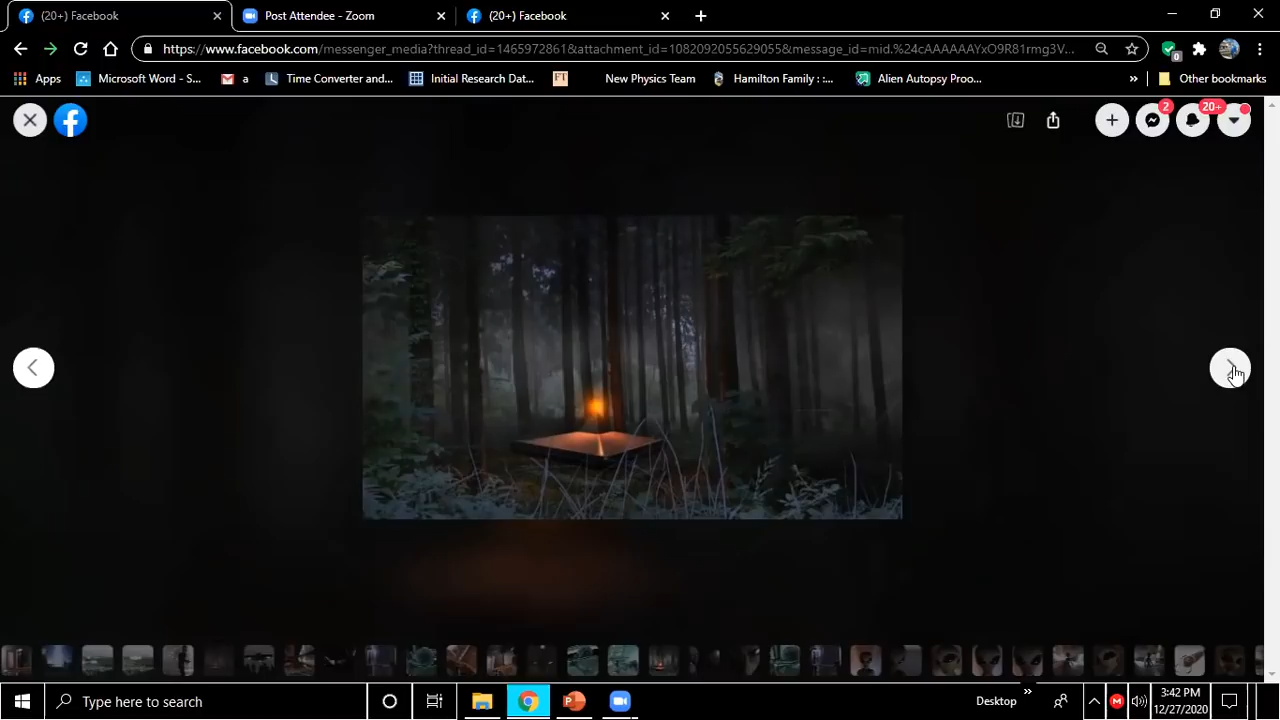 (20+) Facebook
Post Attendee - Zoom
(20+) Facebook
https://www.facebook.com/messenger_media?thread_id=1465972861&attachment_id=1082092055629055&message_id=mid.%24cAAAAAAYxO9R81rmg3V...
0
Apps
Microsoft Word - S...
a
Time Converter and...
Initial Research Dat...
FT
New Physics Team
Hamilton Family : :...
Alien Autopsy Proo...
»
Other bookmarks
2
20+
Type here to search
Desktop
»
3:42 PM
12/27/2020